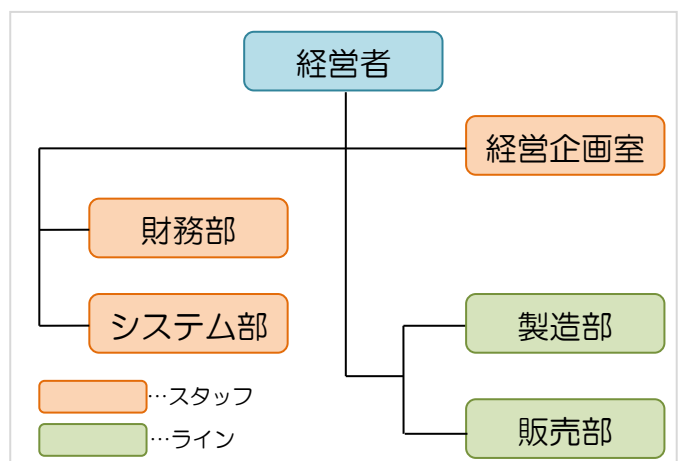 経営者
経営企画室
財務部
システム部
製造部
販売部
…スタッフ
…ライン